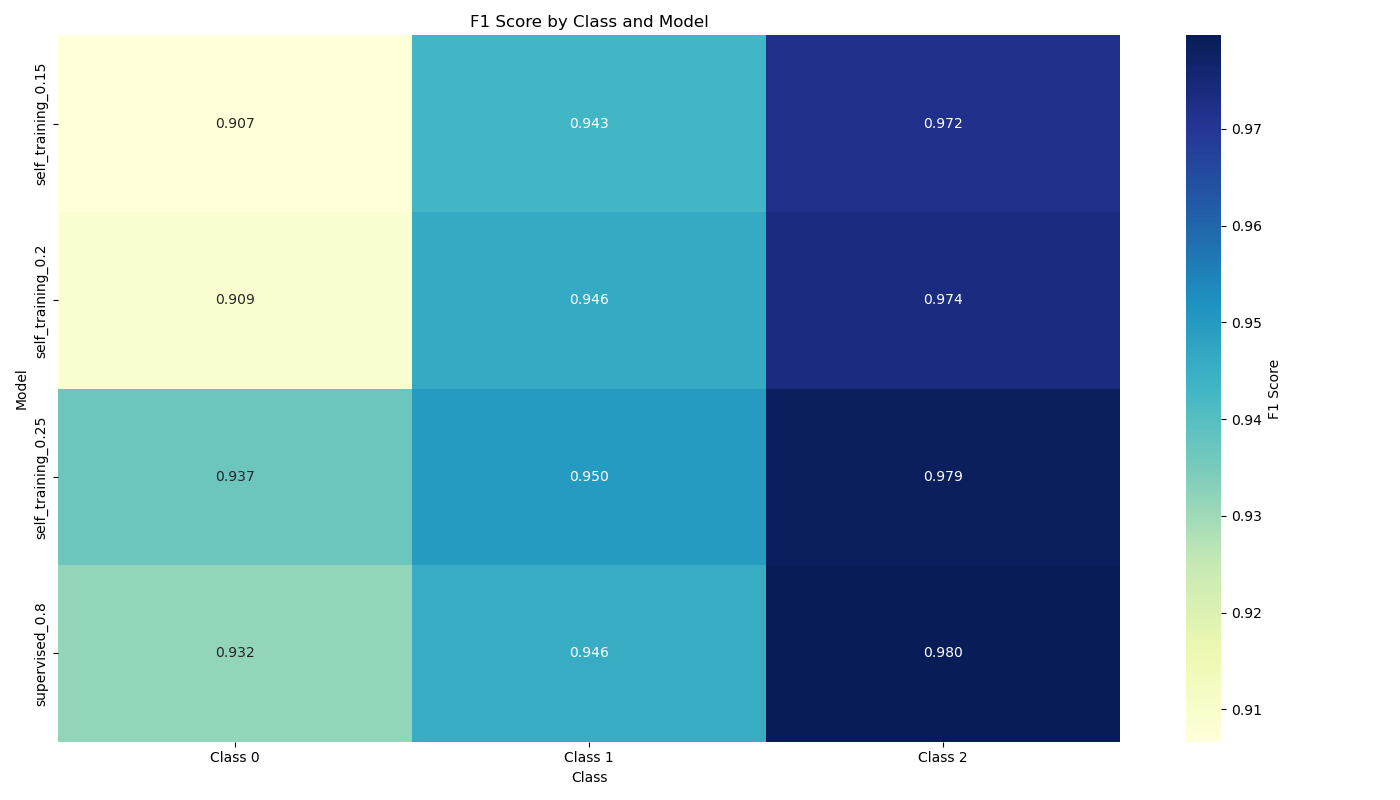 F1 Score by Class and Model
Model
self_training_0.15
0.907 0.943 0.972
self_training_0.2
0.909 0.946 0.974
self_training_0.25
0.937 0.950 0.979
supervised_0.8
0.932 0.946 0.980
Class 0 Class 1 Class 2
Class
0.97
0.96
0.95
0.94
0.93
0.92
0.91
F1 Score